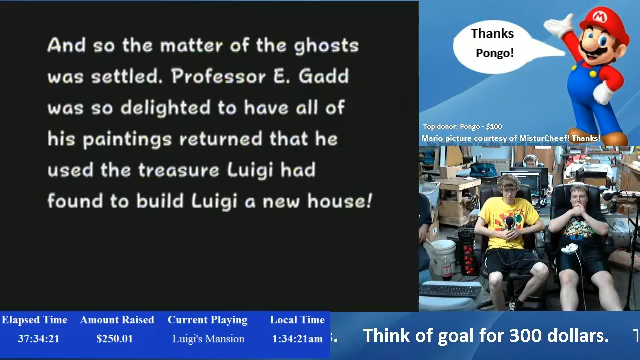 And so the matter of the ghosts
was settled. Professor E. Gadd
was so delighted to have all of
his paintings returned that he
used the treasure Luigi had
found to build Luigi a new house!
Thanks
Pongo!
Top donor: Pongo - $100
Mario picture courtesy of MisturCheef! Thanks!
Elapsed Time Amount Raised Current Playing Local Time
37:34:21 $250.01 Luigi's Mansion 1:34:21am
s. Think of goal for 300 dollars. T